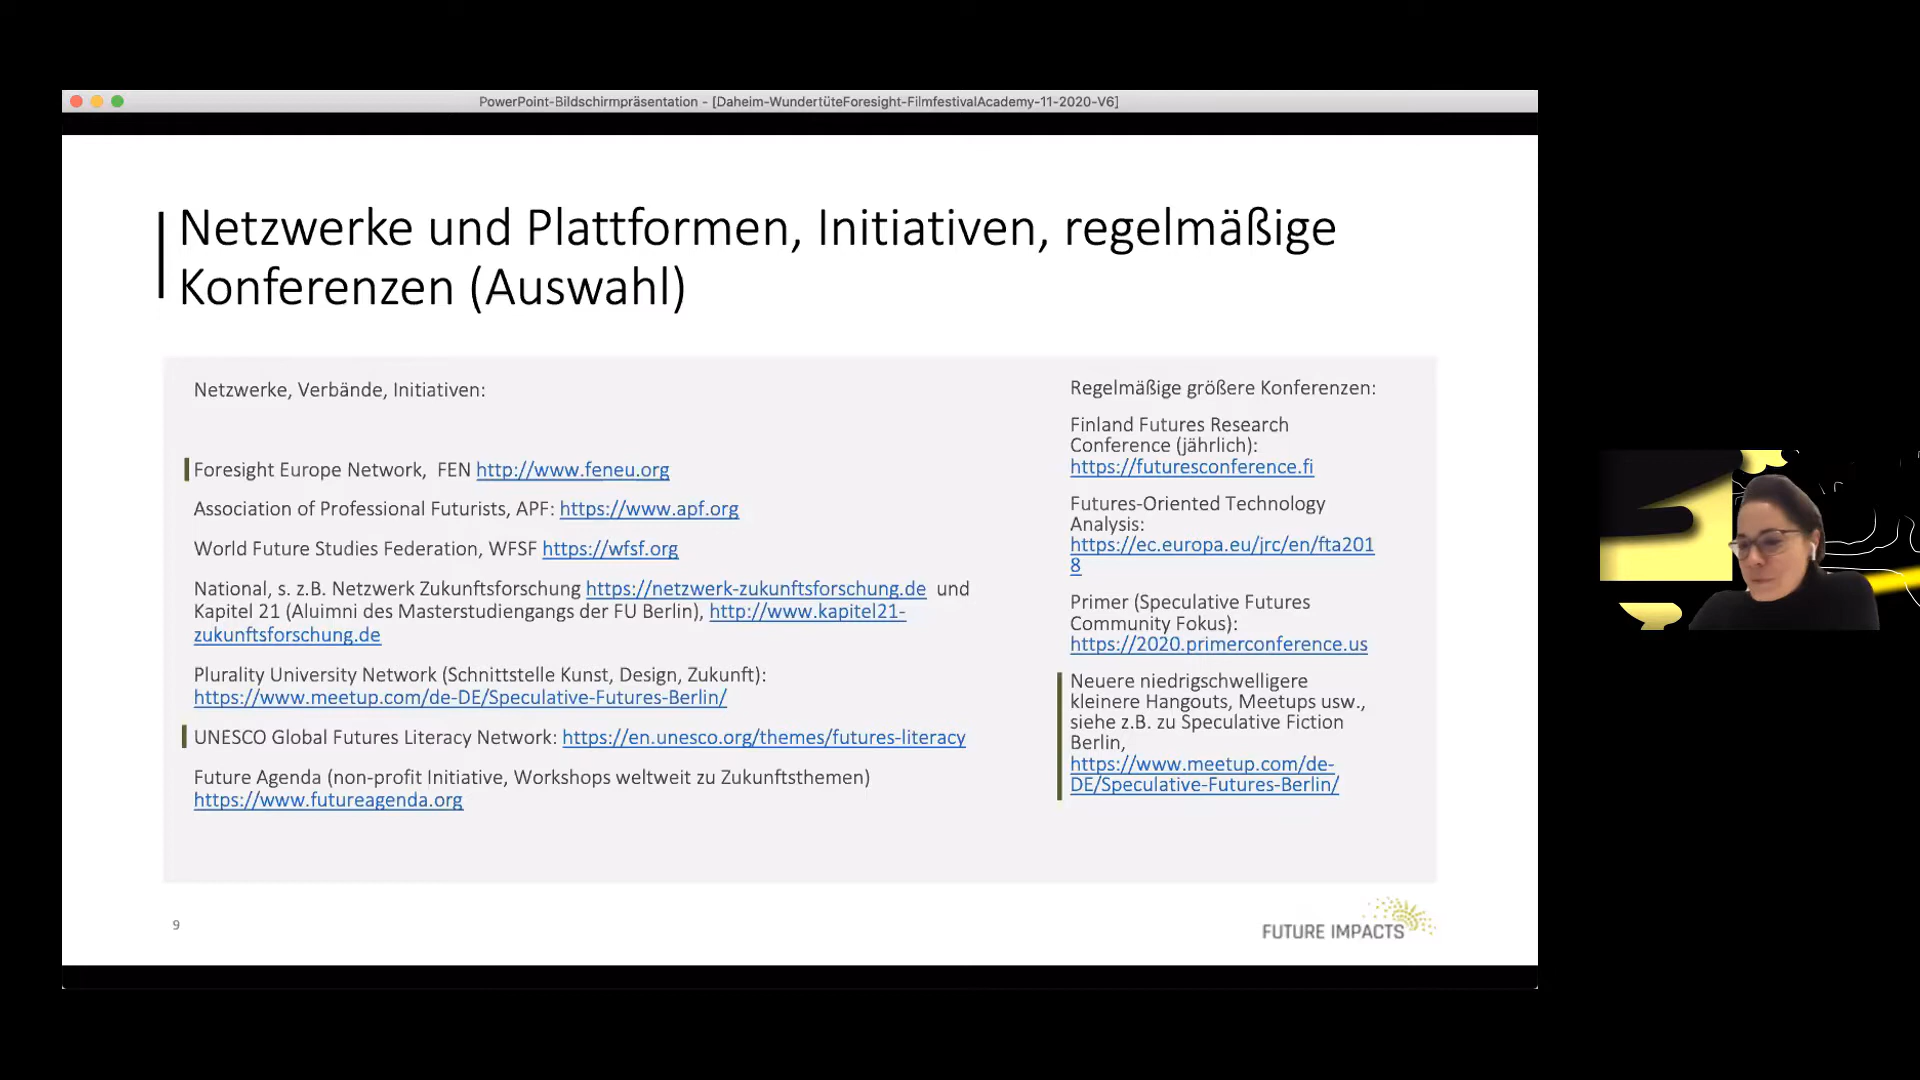 PowerPoint-Bildschirmpräsentation - [Daheim-WundertüteForesight-FilmfestivalAcademy-11-2020-V6]
Netzwerke und Plattformen, Initiativen, regelmäßige
Konferenzen (Auswahl)
Netzwerke, Verbände, Initiativen:
Foresight Europe Network, FEN http://www.feneu.org
Association of Professional Futurists, APF: https://www.apf.org
World Future Studies Federation, WFSF https://wfsf.org
National, s. z.B. Netzwerk Zukunftsforschung https://netzwerk-zukunftsforschung.de und
Kapitel 21 (Aluimni des Masterstudiengangs der FU Berlin), http://www.kapitel21-
zukunftsforschung.de
Plurality University Network (Schnittstelle Kunst, Design, Zukunft):
https://www.meetup.com/de-DE/Speculative-Futures-Berlin/
UNESCO Global Futures Literacy Network: https://en.unesco.org/themes/futures-literacy
Future Agenda (non-profit Initiative, Workshops weltweit zu Zukunftsthemen)
https://www.futureagenda.org
Regelmäßige größere Konferenzen:
Finland Futures Research
Conference (jährlich):
https://futuresconference.fi
Futures-Oriented Technology
Analysis:
https://ec.europa.eu/jrc/en/fta201
8
Primer (Speculative Futures
Community Fokus):
https://2020.primerconference.us
Neuere niedrigschwelligere
kleinere Hangouts, Meetups usw.,
siehe z.B. zu Speculative Fiction
Berlin,
https://www.meetup.com/de-
DE/Speculative-Futures-Berlin/
9
FUTURE IMPACTS